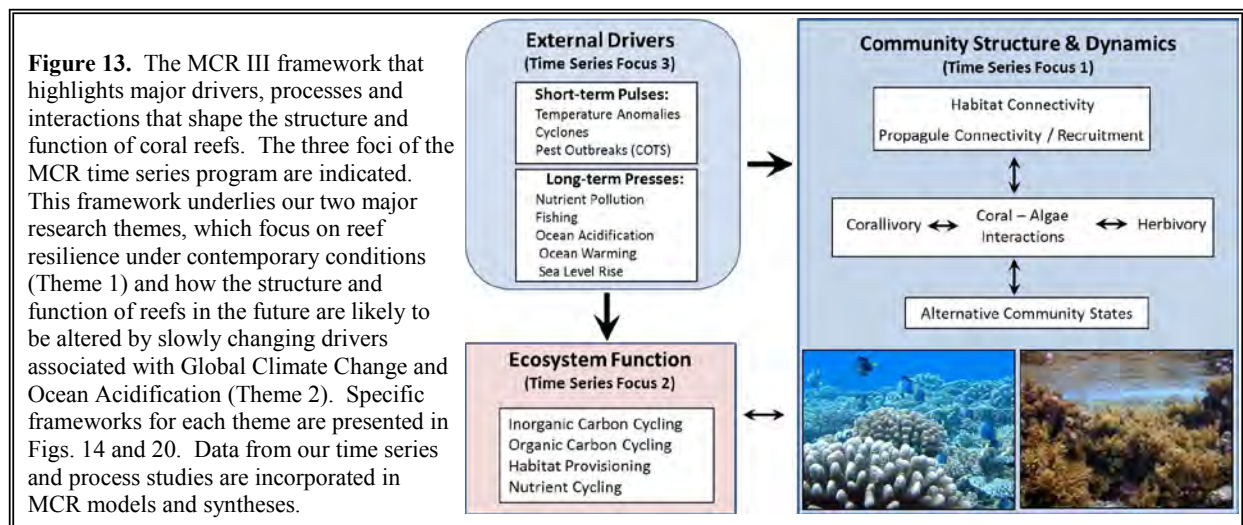 Figure 13. The MCR III framework that
highlights major drivers, processes and
interactions that shape the structure and
function of coral reefs. The three foci of the
MCR time series program are indicated.
This framework underlies our two major
research themes, which focus on reef
resilience under contemporary conditions
(Theme 1) and how the structure and
function of reefs in the future are likely to
be altered by slowly changing drivers
associated with Global Climate Change and
Ocean Acidification (Theme 2). Specific
frameworks for each theme are presented in
Figs. 14 and 20. Data from our time series
and process studies are incorporated in
MCR models and syntheses.
External Drivers
(Time Series Focus 3)
Short-term Pulses:
Temperature Anomalies
Cyclones
Pest Outbreaks (COTS)
Long-term Presses:
Nutrient Pollution
Fishing
Ocean Acidification
Ocean Warming
Sea Level Rise
Ecosystem Function
(Time Series Focus 2)
Inorganic Carbon Cycling
Organic Carbon Cycling
Habitat Provisioning
Nutrient Cycling
Community Structure & Dynamics
(Time Series Focus 1)
Habitat Connectivity
Propagule Connectivity / Recruitment
Corallivory
Coral – Algae
Interactions
Herbivory
Alternative Community States